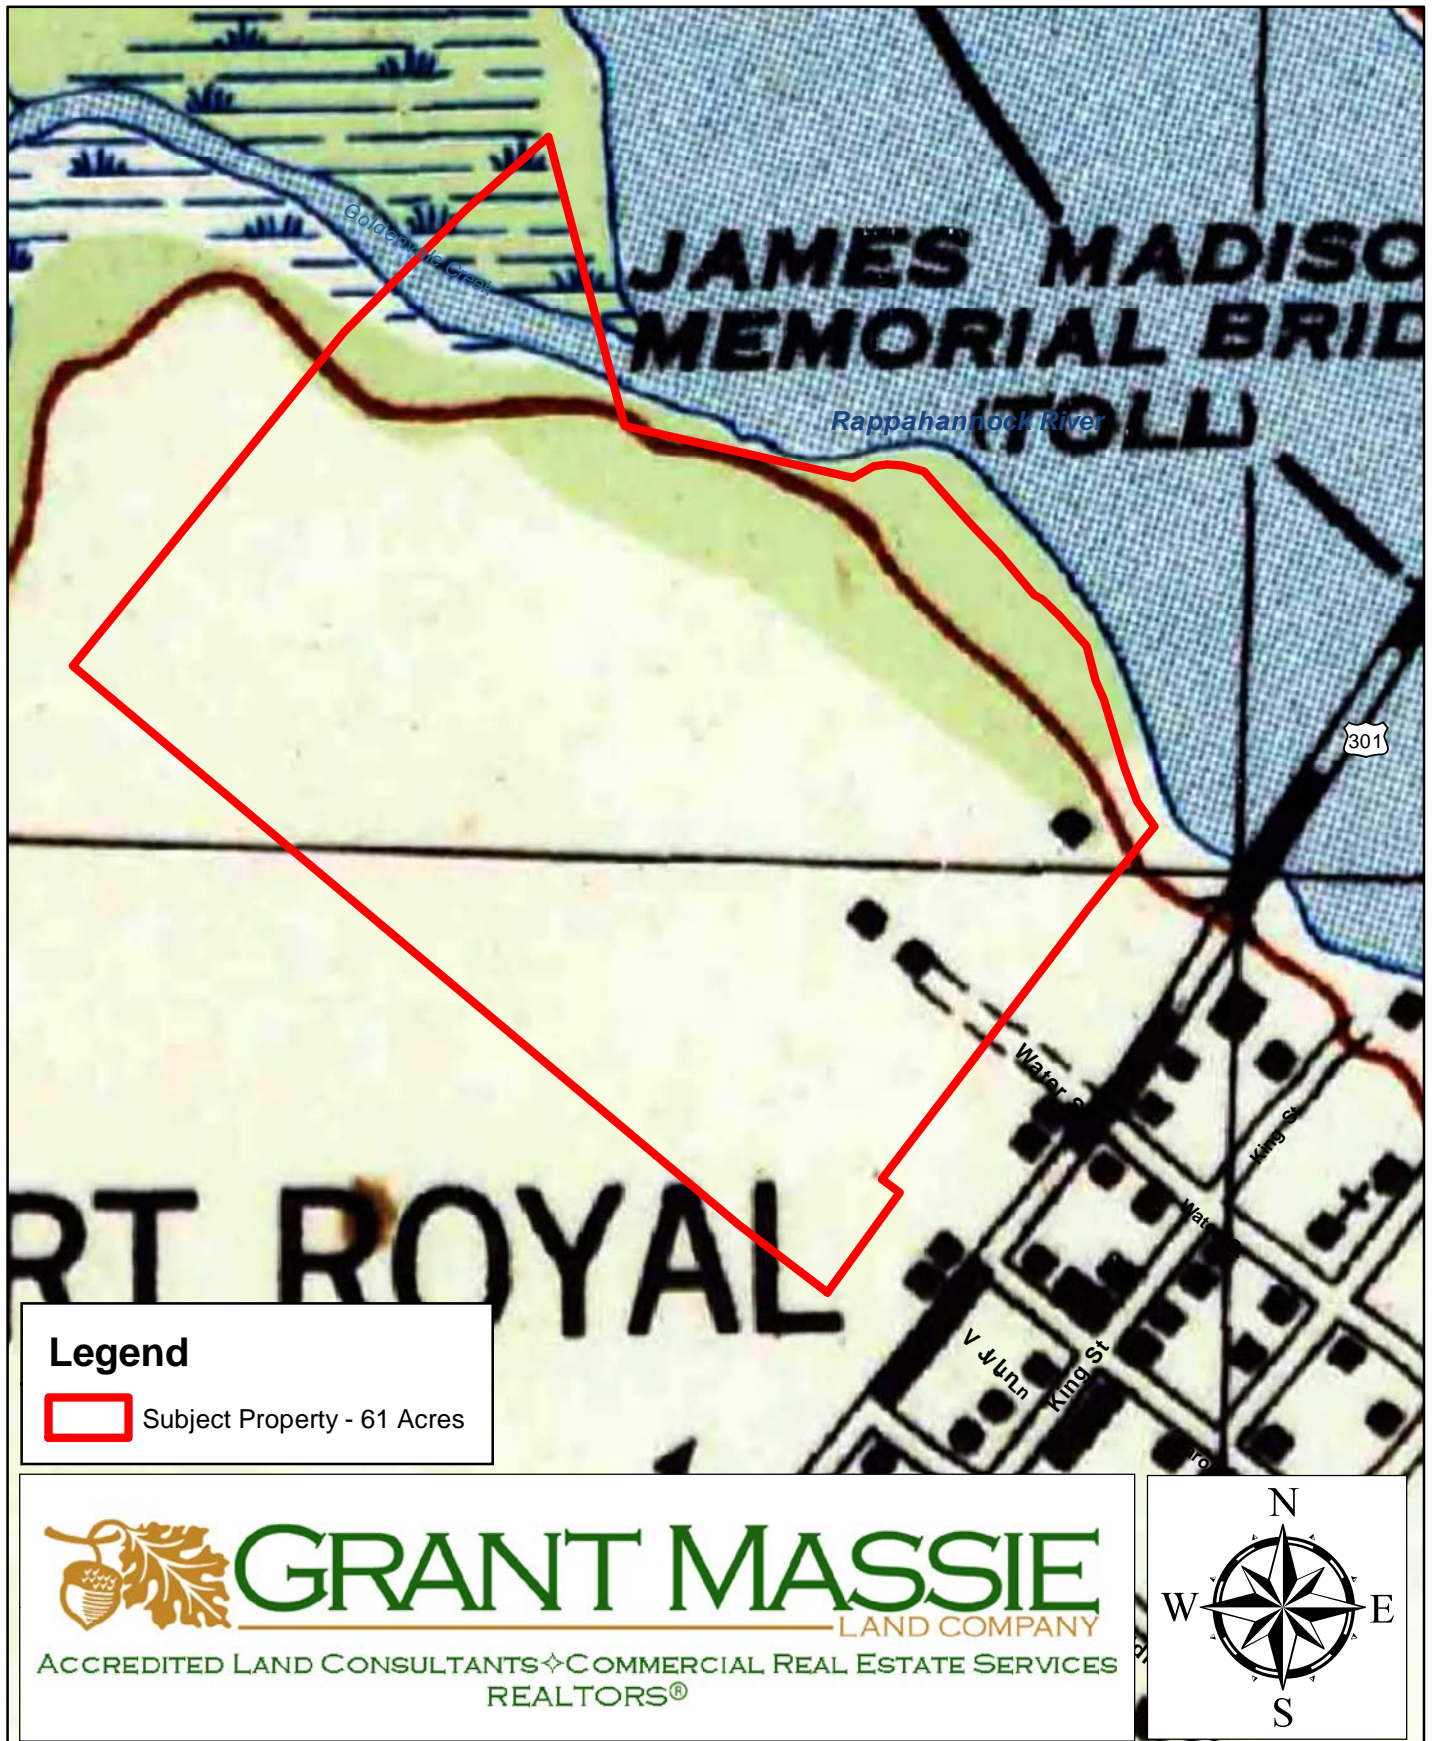 Goldenvale Creek
JAMES MADISO
MEMORIAL BRID
(TOLL)
Rappahannock River
301
Water S
King St
Wate
RT ROYAL
King St
Legend
Subject Property - 61 Acres
GRANT MASSIE
LAND COMPANY
ACCREDITED LAND CONSULTANTS✧COMMERCIAL REAL ESTATE SERVICES
REALTORS®
N
W E
S